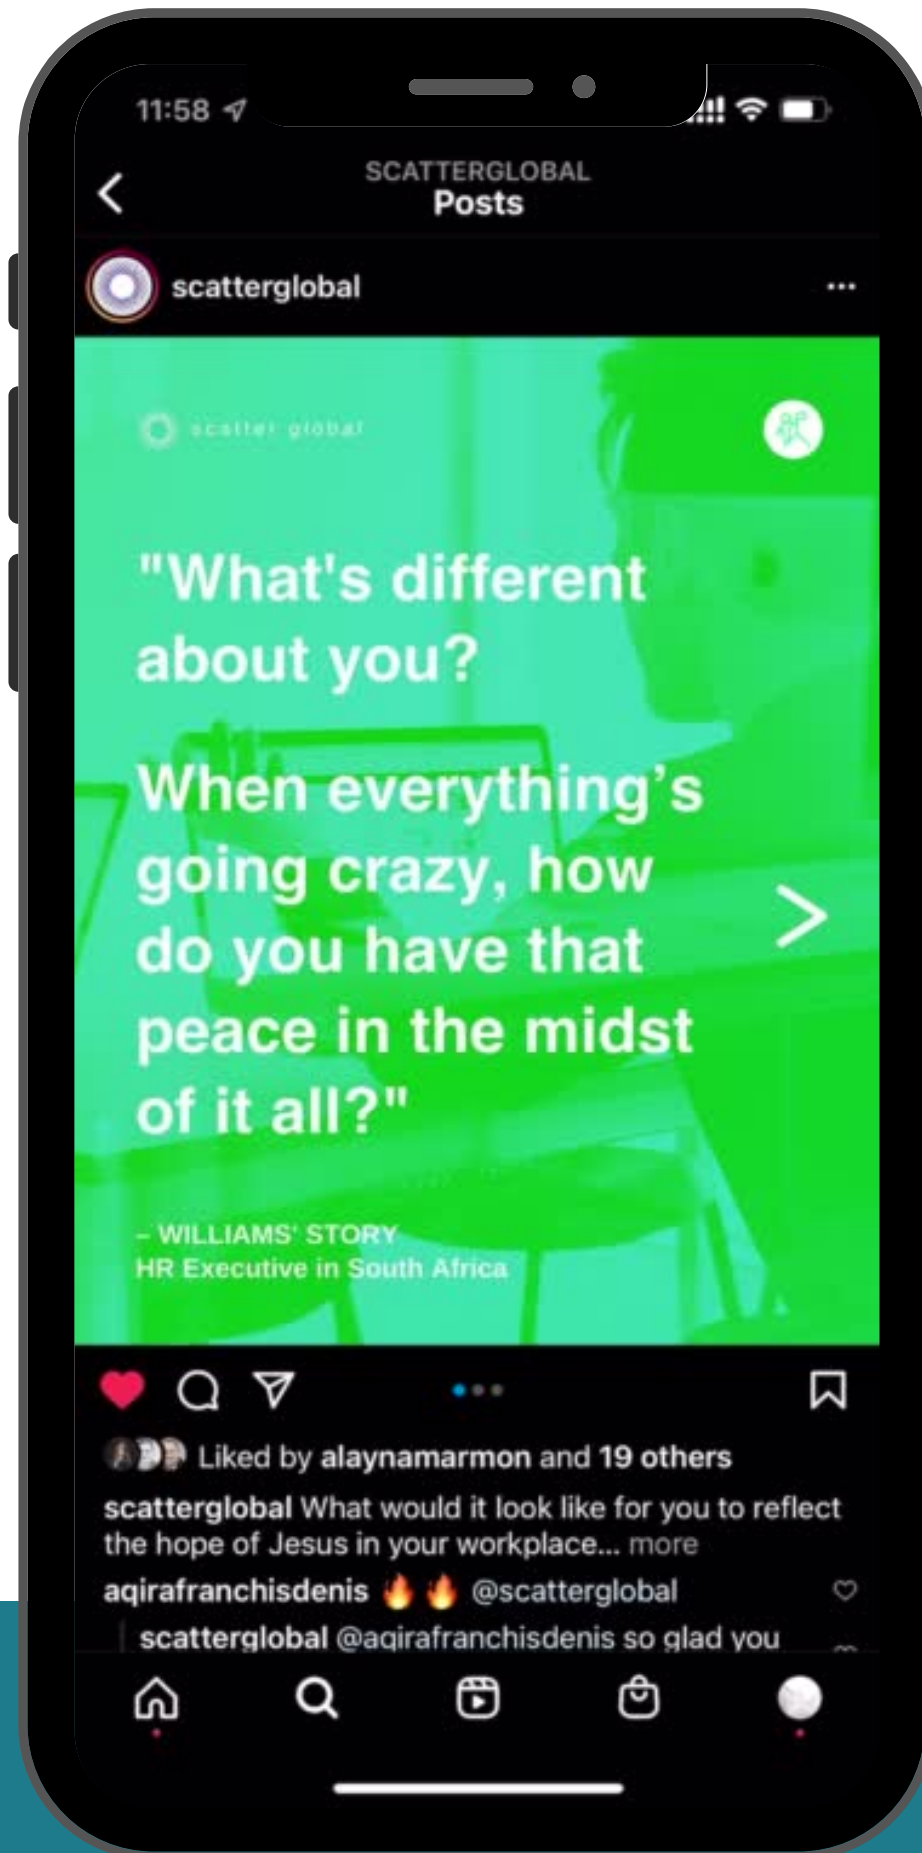 11:58
SCATTERGLOBAL
Posts
scatterglobal
scatter global
"What's different
about you?
When everything’s
going crazy, how
do you have that
peace in the midst
of it all?"
– WILLIAMS' STORY
HR Executive in South Africa
Liked by alaynamarmon and 19 others
scatterglobal What would it look like for you to reflect
the hope of Jesus in your workplace... more
aqirafranchisdenis 🔥 🔥 @scatterglobal
scatterglobal @aqirafranchisdenis so glad you